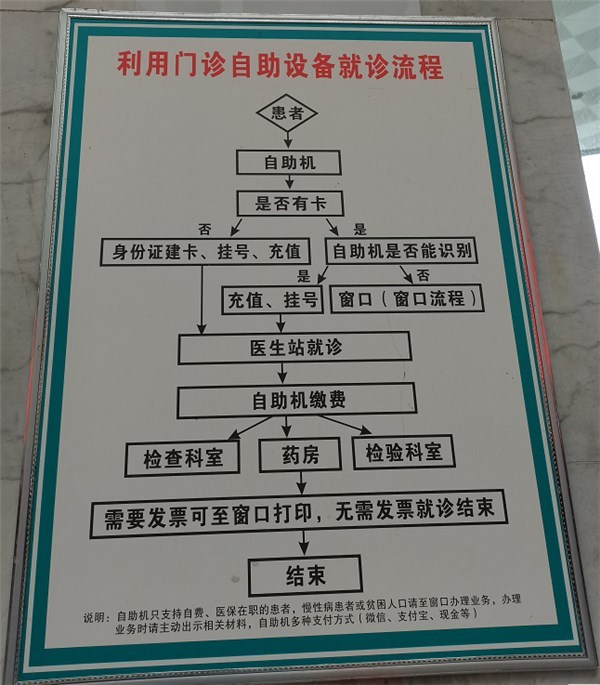 利用门诊自助设备就诊流程
患者
自助机
是否有卡
否 是
身份证建卡、挂号、充值 自助机是否能识别
是 否
充值、挂号 窗口（窗口流程）
医生站就诊
自助机缴费
检查科室 药房 检验科室
需要发票可至窗口打印，无需发票就诊结束
结束
说明：自助机只支持自费、医保在职的患者，慢性病患者或贫困人口请至窗口办理业务，办理
业务时请主动出示相关材料，自助机多种支付方式（微信、支付宝、现金等）